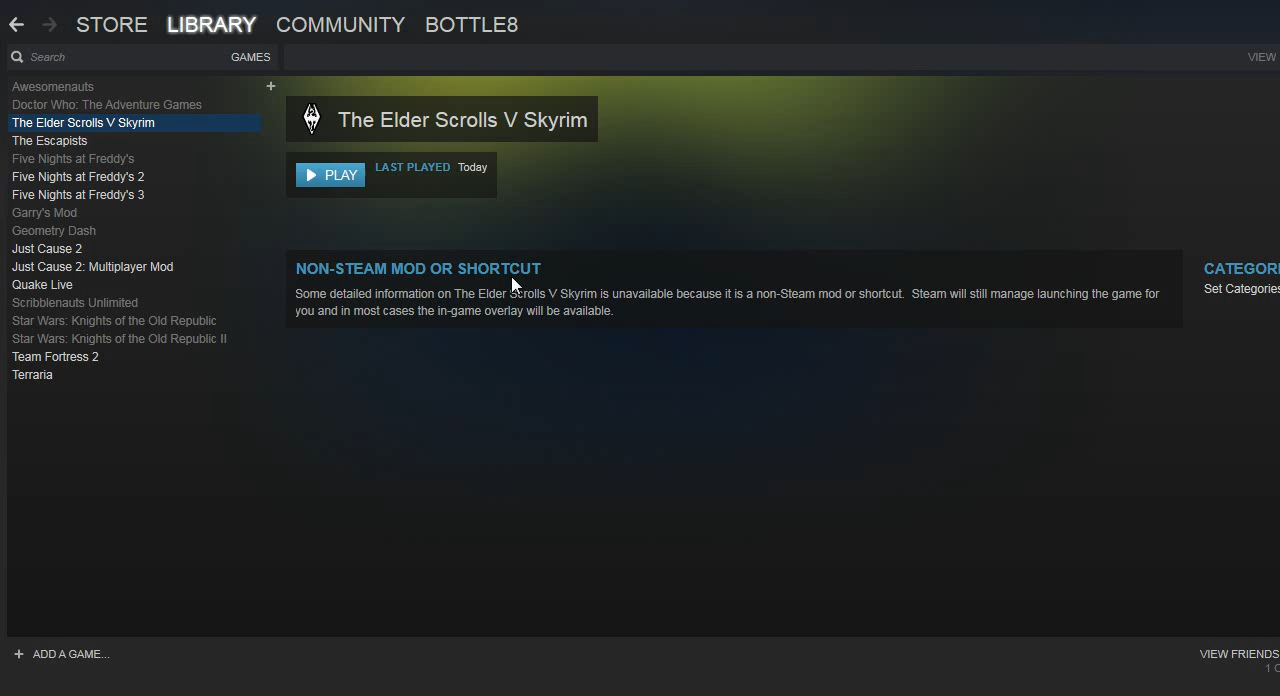 STORE LIBRARY COMMUNITY BOTTLE8
Search GAMES VIEW
Awesomenauts +
Doctor Who: The Adventure Games
The Elder Scrolls V Skyrim
The Escapists
Five Nights at Freddy's
Five Nights at Freddy's 2
Five Nights at Freddy's 3
Garry's Mod
Geometry Dash
Just Cause 2
Just Cause 2: Multiplayer Mod
Quake Live
Scribblenauts Unlimited
Star Wars: Knights of the Old Republic
Star Wars: Knights of the Old Republic II
Team Fortress 2
Terraria
The Elder Scrolls V Skyrim
PLAY LAST PLAYED Today
NON-STEAM MOD OR SHORTCUT
Some detailed information on The Elder Scrolls V Skyrim is unavailable because it is a non-Steam mod or shortcut. Steam will still manage launching the game for
you and in most cases the in-game overlay will be available.
CATEGORI
Set Categories
+ ADD A GAME...
VIEW FRIENDS